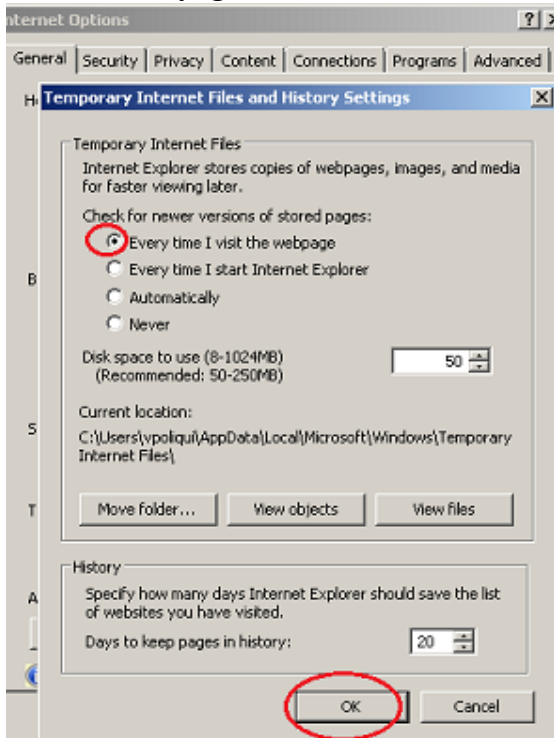 nternet Options
General Security Privacy Content Connections Programs Advanced
Temporary Internet Files and History Settings
Temporary Internet Files
Internet Explorer stores copies of webpages, images, and media
for faster viewing later.
Check for newer versions of stored pages:
Every time I visit the webpage
Every time I start Internet Explorer
B
Automatically
Never
Disk space to use (8-1024MB) 50
(Recommended: 50-250MB)
Current location:
S
C:\Users\vpoliqui\AppData\Local\Microsoft\Windows\Temporary
Internet Files\
T
Move folder... View objects View files
History
A
Specify how many days Internet Explorer should save the list
of websites you have visited.
Days to keep pages in history: 20
OK Cancel